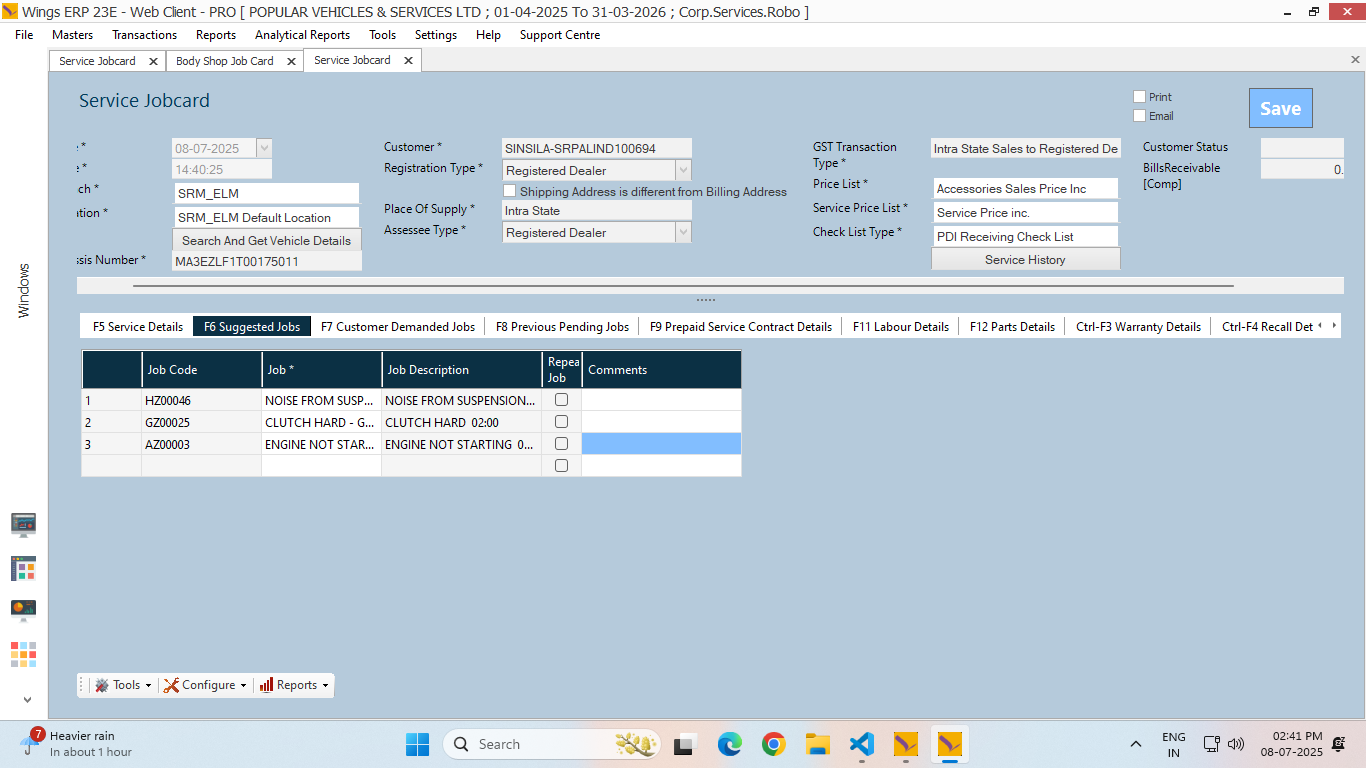 Wings ERP 23E - Web Client - PRO [ POPULAR VEHICLES & SERVICES LTD ; 01-04-2025 To 31-03-2026 ; Corp.Services.Robo ]
File Masters Transactions Reports Analytical Reports Tools Settings Help Support Centre
Service Jobcard Body Shop Job Card Service Jobcard
Service Jobcard
Print
Email
Save
08-07-2025
14:40:25
SRM_ELM
SRM_ELM Default Location
Search And Get Vehicle Details
Number *
MA3EZLF1T00175011
Customer *
SINSILA-SRPALIND100694
Registration Type *
Registered Dealer
Shipping Address is different from Billing Address
Place Of Supply *
Intra State
Assessee Type *
Registered Dealer
GST Transaction
Type *
Intra State Sales to Registered De
Price List *
Accessories Sales Price Inc
Service Price List *
Service Price inc.
Check List Type *
PDI Receiving Check List
Service History
Customer Status
BillsReceivable
[Comp]
0.
Windows
F5 Service Details F6 Suggested Jobs F7 Customer Demanded Jobs F8 Previous Pending Jobs F9 Prepaid Service Contract Details F11 Labour Details F12 Parts Details Ctrl-F3 Warranty Details Ctrl-F4 Recall Det
Job Code Job * Job Description Repea Job Comments
1 HZ00046 NOISE FROM SUSP... NOISE FROM SUSPENSION...
2 GZ00025 CLUTCH HARD - G... CLUTCH HARD 02:00
3 AZ00003 ENGINE NOT STAR... ENGINE NOT STARTING 0...
Tools Configure Reports
7
Heavier rain
In about 1 hour
Search
ENG
IN
02:41 PM
08-07-2025